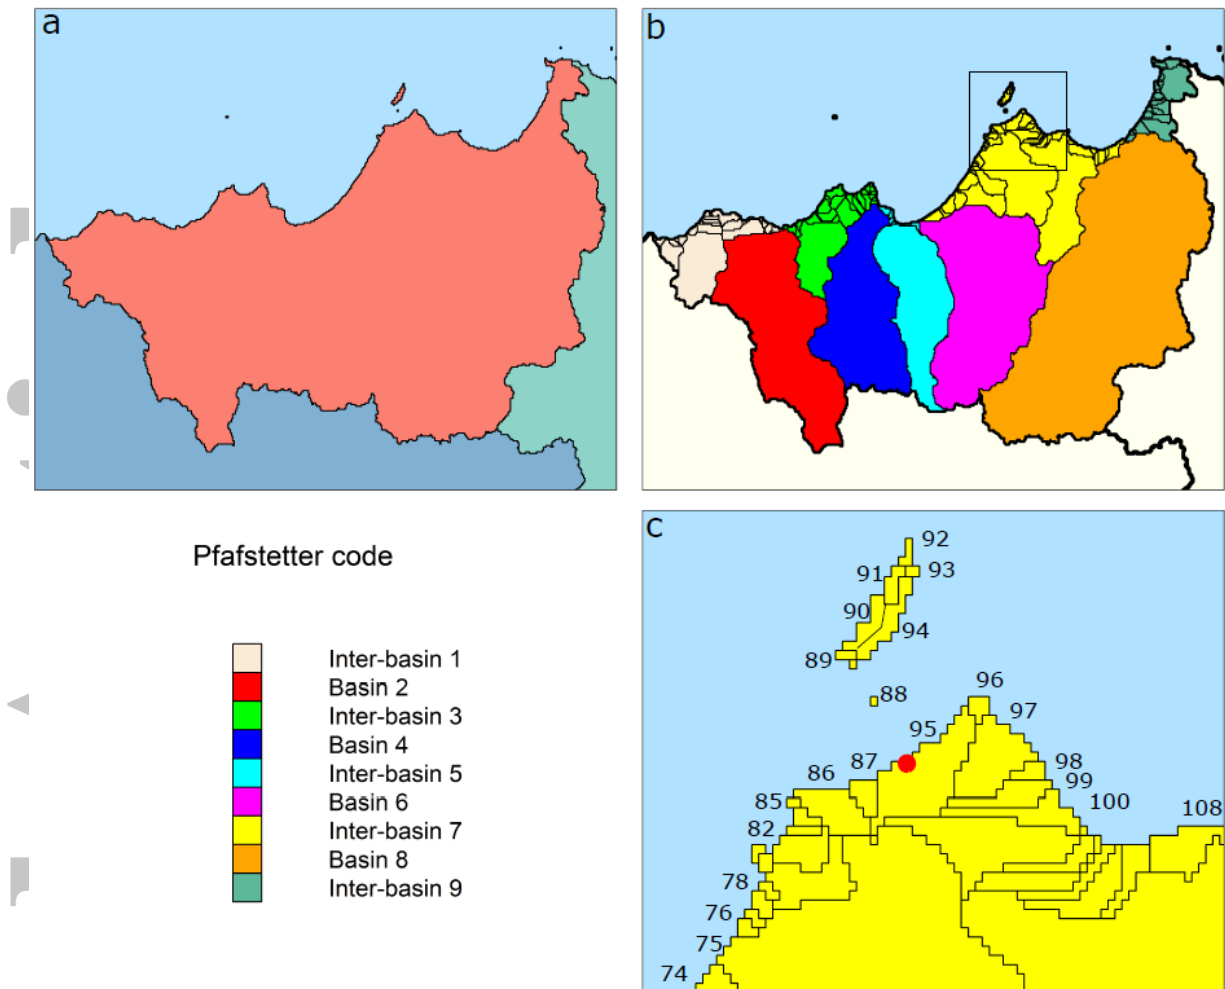 a
b
Pfafstetter code
Inter-basin 1
Basin 2
Inter-basin 3
Basin 4
Inter-basin 5
Basin 6
Inter-basin 7
Basin 8
Inter-basin 9
c
92
91
93
90
94
89
88
96
95
97
87
86
98
99
85
100
108
82
78
76
75
74